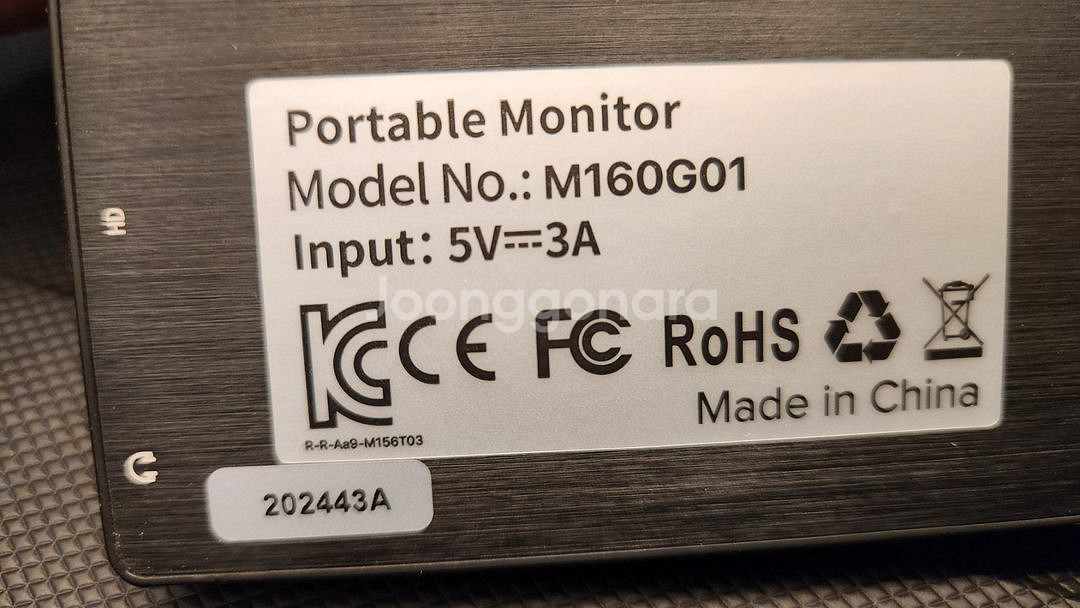 Portable Monitor
Model No.: M160G01
HD
Input: 5V⎓3A
joonggonara
CE FC RoHS
Made in China
R-R-Aa9-M156T03
202443A